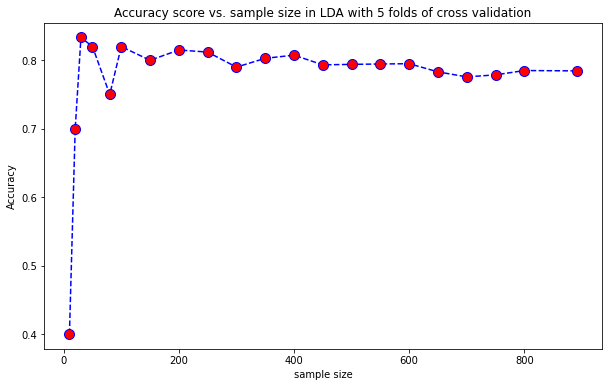 Accuracy score vs. sample size in LDA with 5 folds of cross validation
Accuracy
0.8
0.7
0.6
0.5
0.4
0 200 400 600 800
sample size